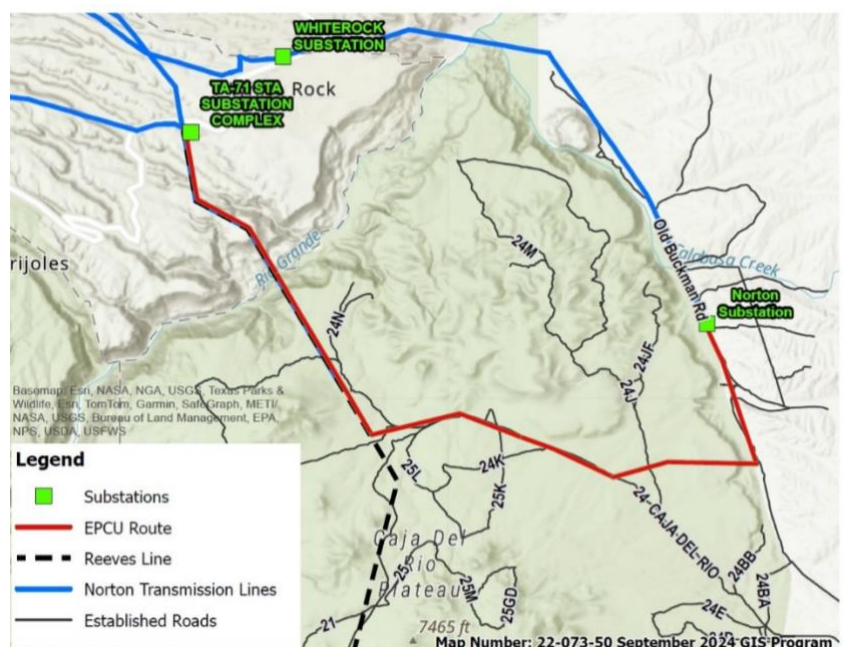 WHITEROCK
SUBSTATION
TA-71 STA
SUBSTATION
COMPLEX
Rock
rijoles
Rio Grande
24M
Old Buckman Rd
Calabasa Creek
Norton
Substation
24N
24JF
24J
Basemap: Esri, NASA, NGA, USGS, Texas Parks &
Wildlife, Esri, TomTom, Garmin, SafeGraph, METI/
NASA, USGS, Bureau of Land Management, EPA,
NPS, USDA, USFWS
25L
24K
25K
24-CAJA-DEL-RIO
Caja Del
Rio
Plateau
25
25M
25GD
24BB
24BA
24E
21
7465 ft
Legend
Substations
EPCU Route
Reeves Line
Norton Transmission Lines
Established Roads
Map Number: 22-073-50 September 2024 GIS Program